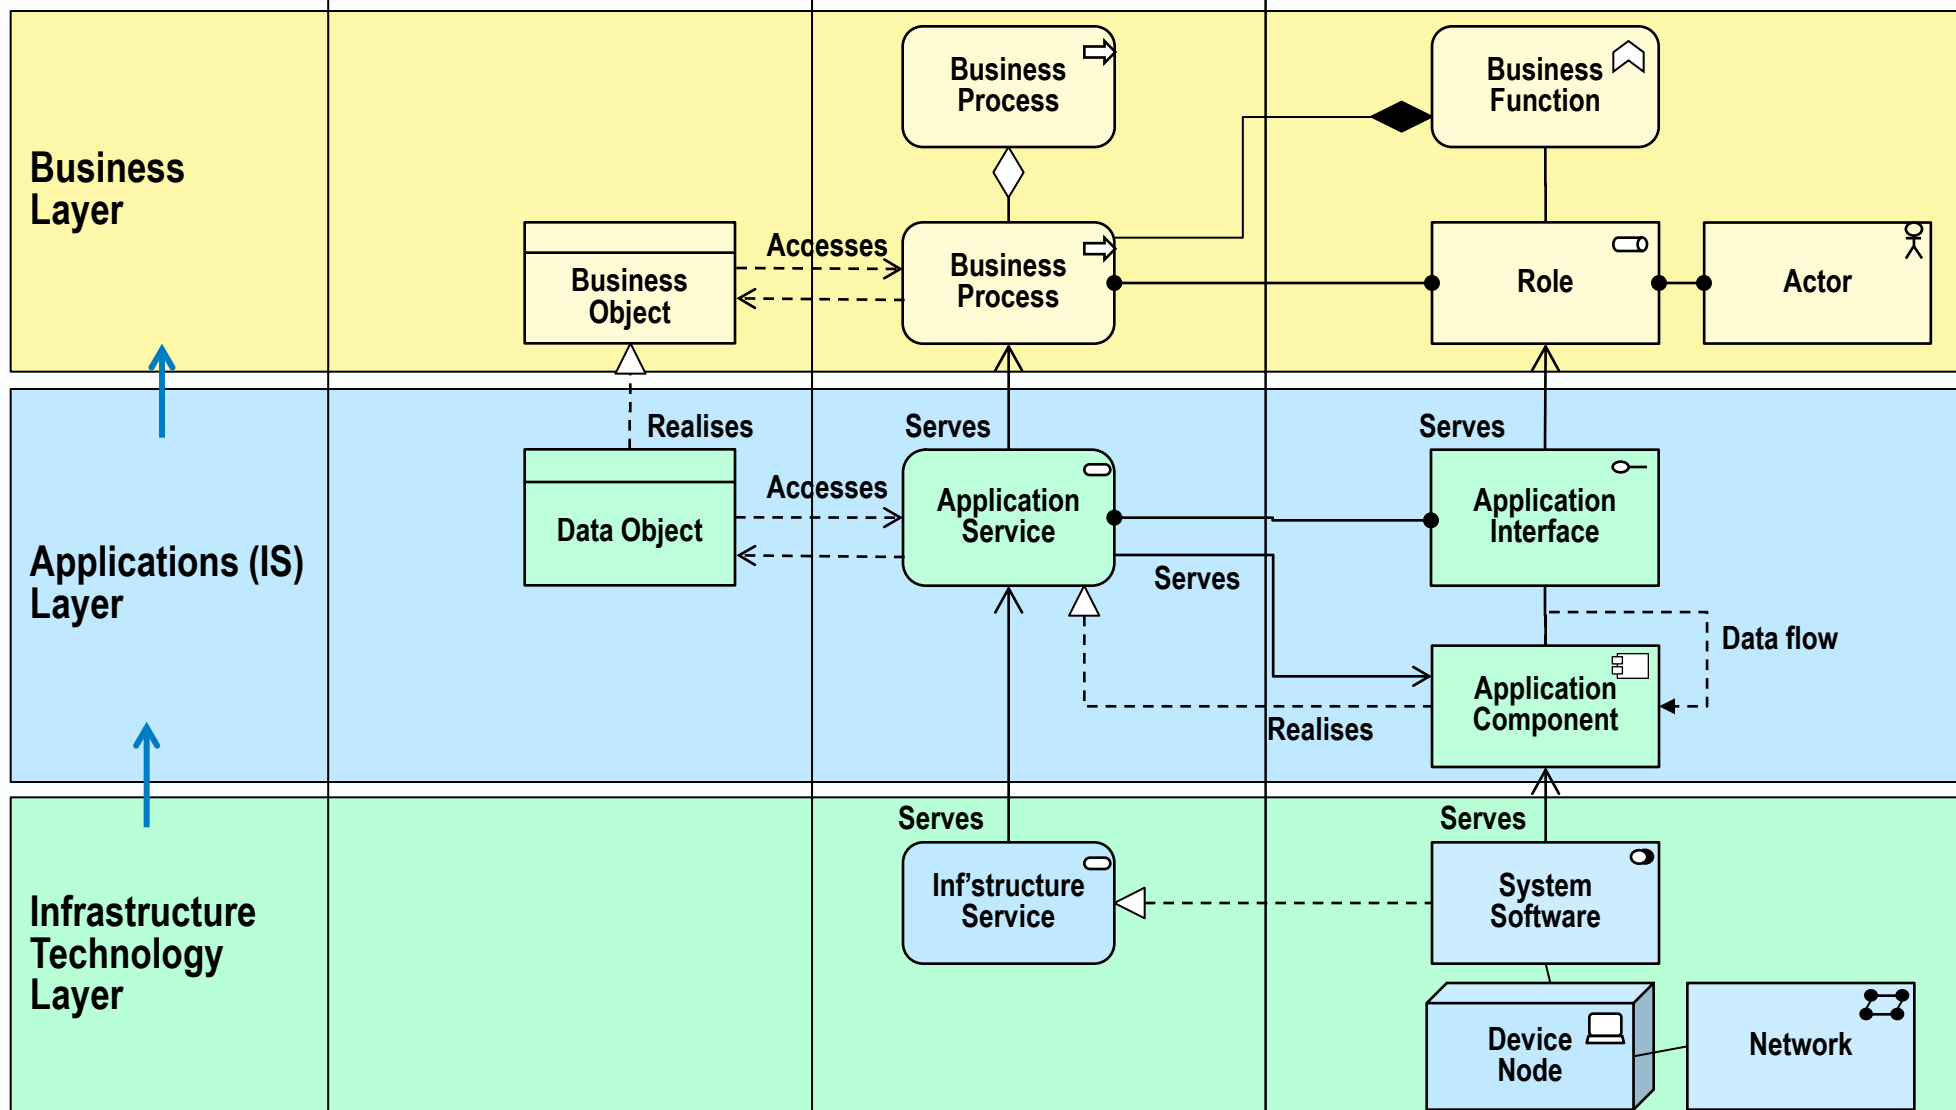 Business
Process
Business
Function
Business
Layer
Accesses
Business
Object
Business
Process
Role
Actor
Realises
Serves
Serves
Accesses
Data Object
Application
Service
Application
Interface
Applications (IS)
Layer
Serves
Data flow
Application
Component
Realises
Serves
Serves
Infrastructure
Technology
Layer
Inf'structure
Service
System
Software
Device
Node
Network